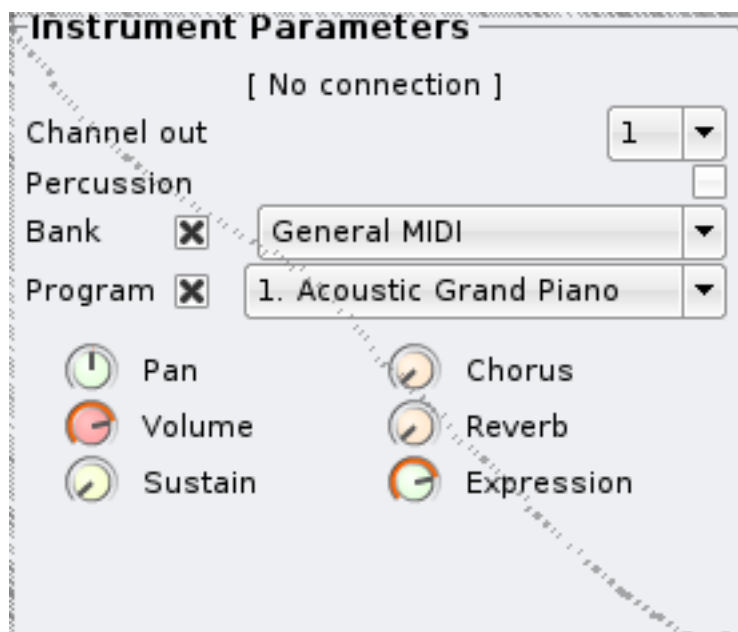 Instrument Parameters
[ No connection ]
Channel out 1
Percussion
Bank General MIDI
Program 1. Acoustic Grand Piano
Pan Chorus
Volume Reverb
Sustain Expression